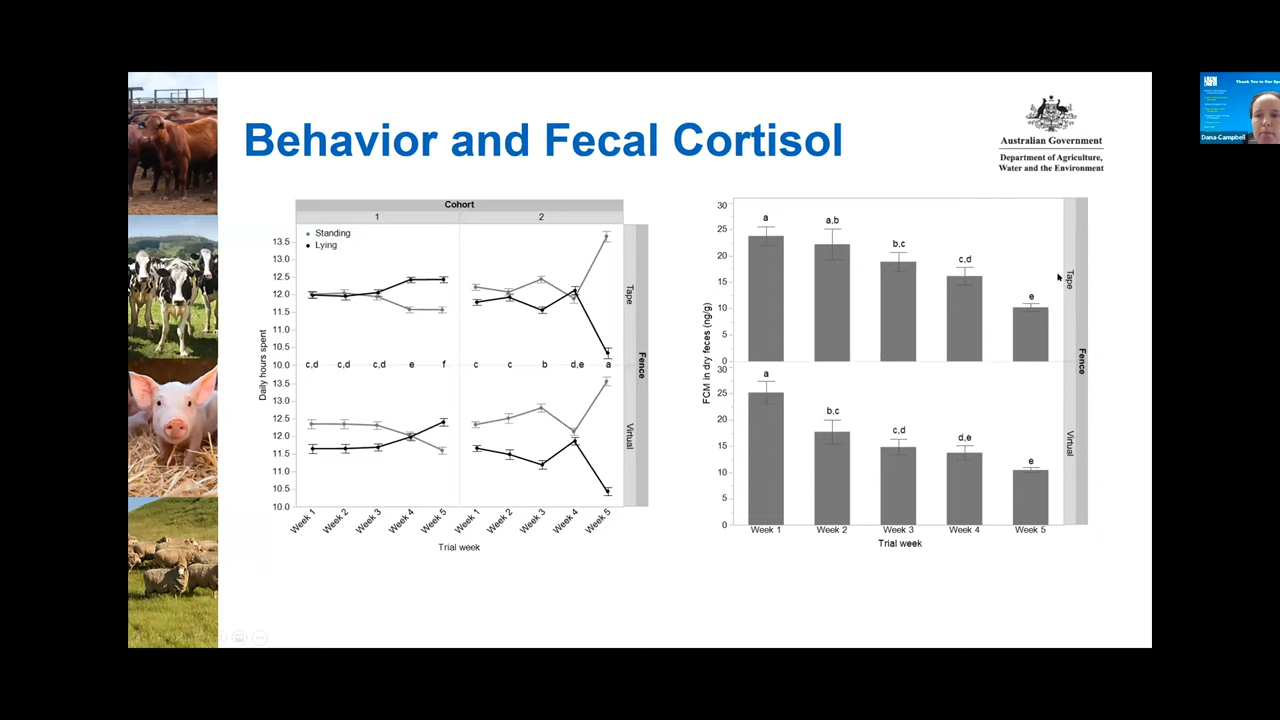 Behavior and Fecal Cortisol
Australian Government
Department of Agriculture,
Water and the Environment
Cohort
1
2
Standing
Lying
13.5
13.0
12.5
12.0
11.5
11.0
10.5
10.0
Tape
c,d
c,d
c,d
e
f
c
c
b
d,e
a
13.5
13.0
12.5
12.0
11.5
11.0
10.5
10.0
Virtual
Fence
Daily hours spent
Week 1
Week 2
Week 3
Week 4
Week 5
Week 1
Week 2
Week 3
Week 4
Week 5
Trial week
30
25
20
15
10
5
0
a
a,b
b,c
c,d
e
Tape
30
25
20
15
10
5
0
a
b,c
c,d
d,e
e
Virtual
Fence
FCM in dry feces (ng/g)
Week 1
Week 2
Week 3
Week 4
Week 5
Trial week
Dana Campbell